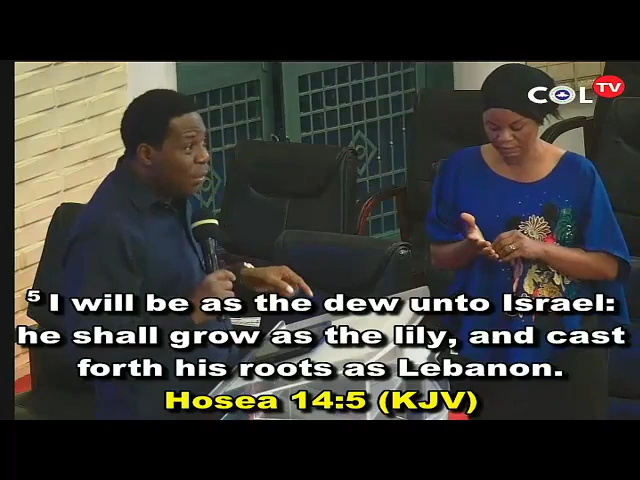 COL TV
5 I will be as the dew unto Israel:
he shall grow as the lily, and cast
forth his roots as Lebanon.
Hosea 14:5 (KJV)